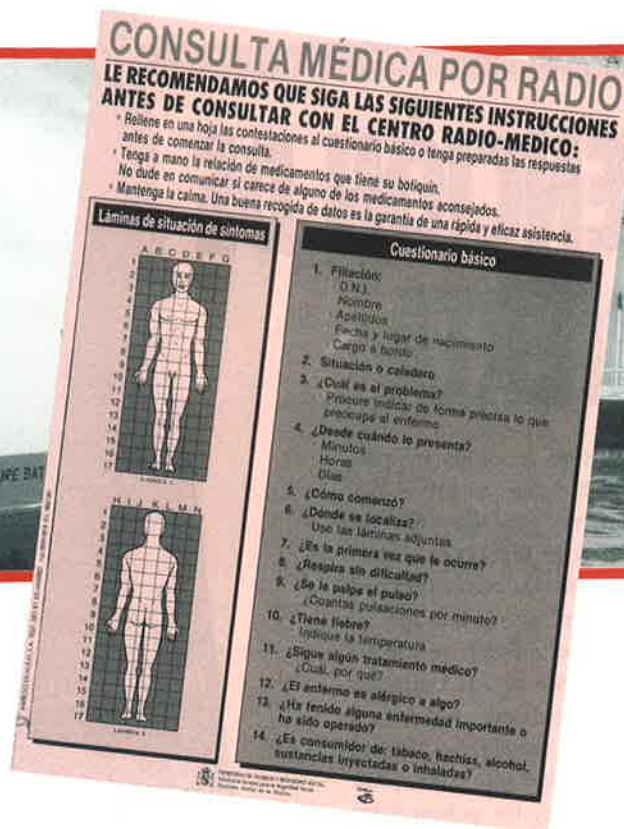 CONSULTA MÉDICA POR RADIO
LE RECOMENDAMOS QUE SIGA LAS SIGUIENTES INSTRUCCIONES
ANTES DE CONSULTAR CON EL CENTRO RADIO-MEDICO:
* Rellene en una hoja las contestaciones al cuestionario básico o tenga preparadas las respuestas
antes de comenzar la consulta.
* Tenga a mano la relación de medicamentos que tiene su botiquín.
No dude en comunicar si carece de alguno de los medicamentos aconsejados.
* Mantenga la calma. Una buena recogida de datos es la garantía de una rápida y eficaz asistencia.
Láminas de situación de síntomas
A B C D E F G
1
2
3
4
5
6
7
8
9
10
11
12
13
14
15
16
17
LAMINA 1
H I J K L M N
1
2
3
4
5
6
7
8
9
10
11
12
13
14
15
16
17
LAMINA 2
Cuestionario básico
1. Filiación:
D.N.I.
Nombre
Apellidos
Fecha y lugar de nacimiento
Cargo a bordo
2. Situación o caladero
3. ¿Cuál es el problema?
Procure indicar de forma precisa lo que
preocupa al enfermo
4. ¿Desde cuándo lo presenta?
Minutos
Horas
Días
5. ¿Cómo comenzó?
6. ¿Dónde se localiza?
Use las láminas adjuntas
7. ¿Es la primera vez que le ocurre?
8. ¿Respira sin dificultad?
9. ¿Se le palpa el pulso?
¿Cuántas pulsaciones por minuto?
10. ¿Tiene fiebre?
Indique la temperatura
11. ¿Sigue algún tratamiento médico?
¿Cuál, por qué?
12. ¿El enfermo es alérgico a algo?
13. ¿Ha tenido alguna enfermedad importante o
ha sido operado?
14. ¿Es consumidor de: tabaco, hachiss, alcohol,
sustancias inyectadas o inhaladas?